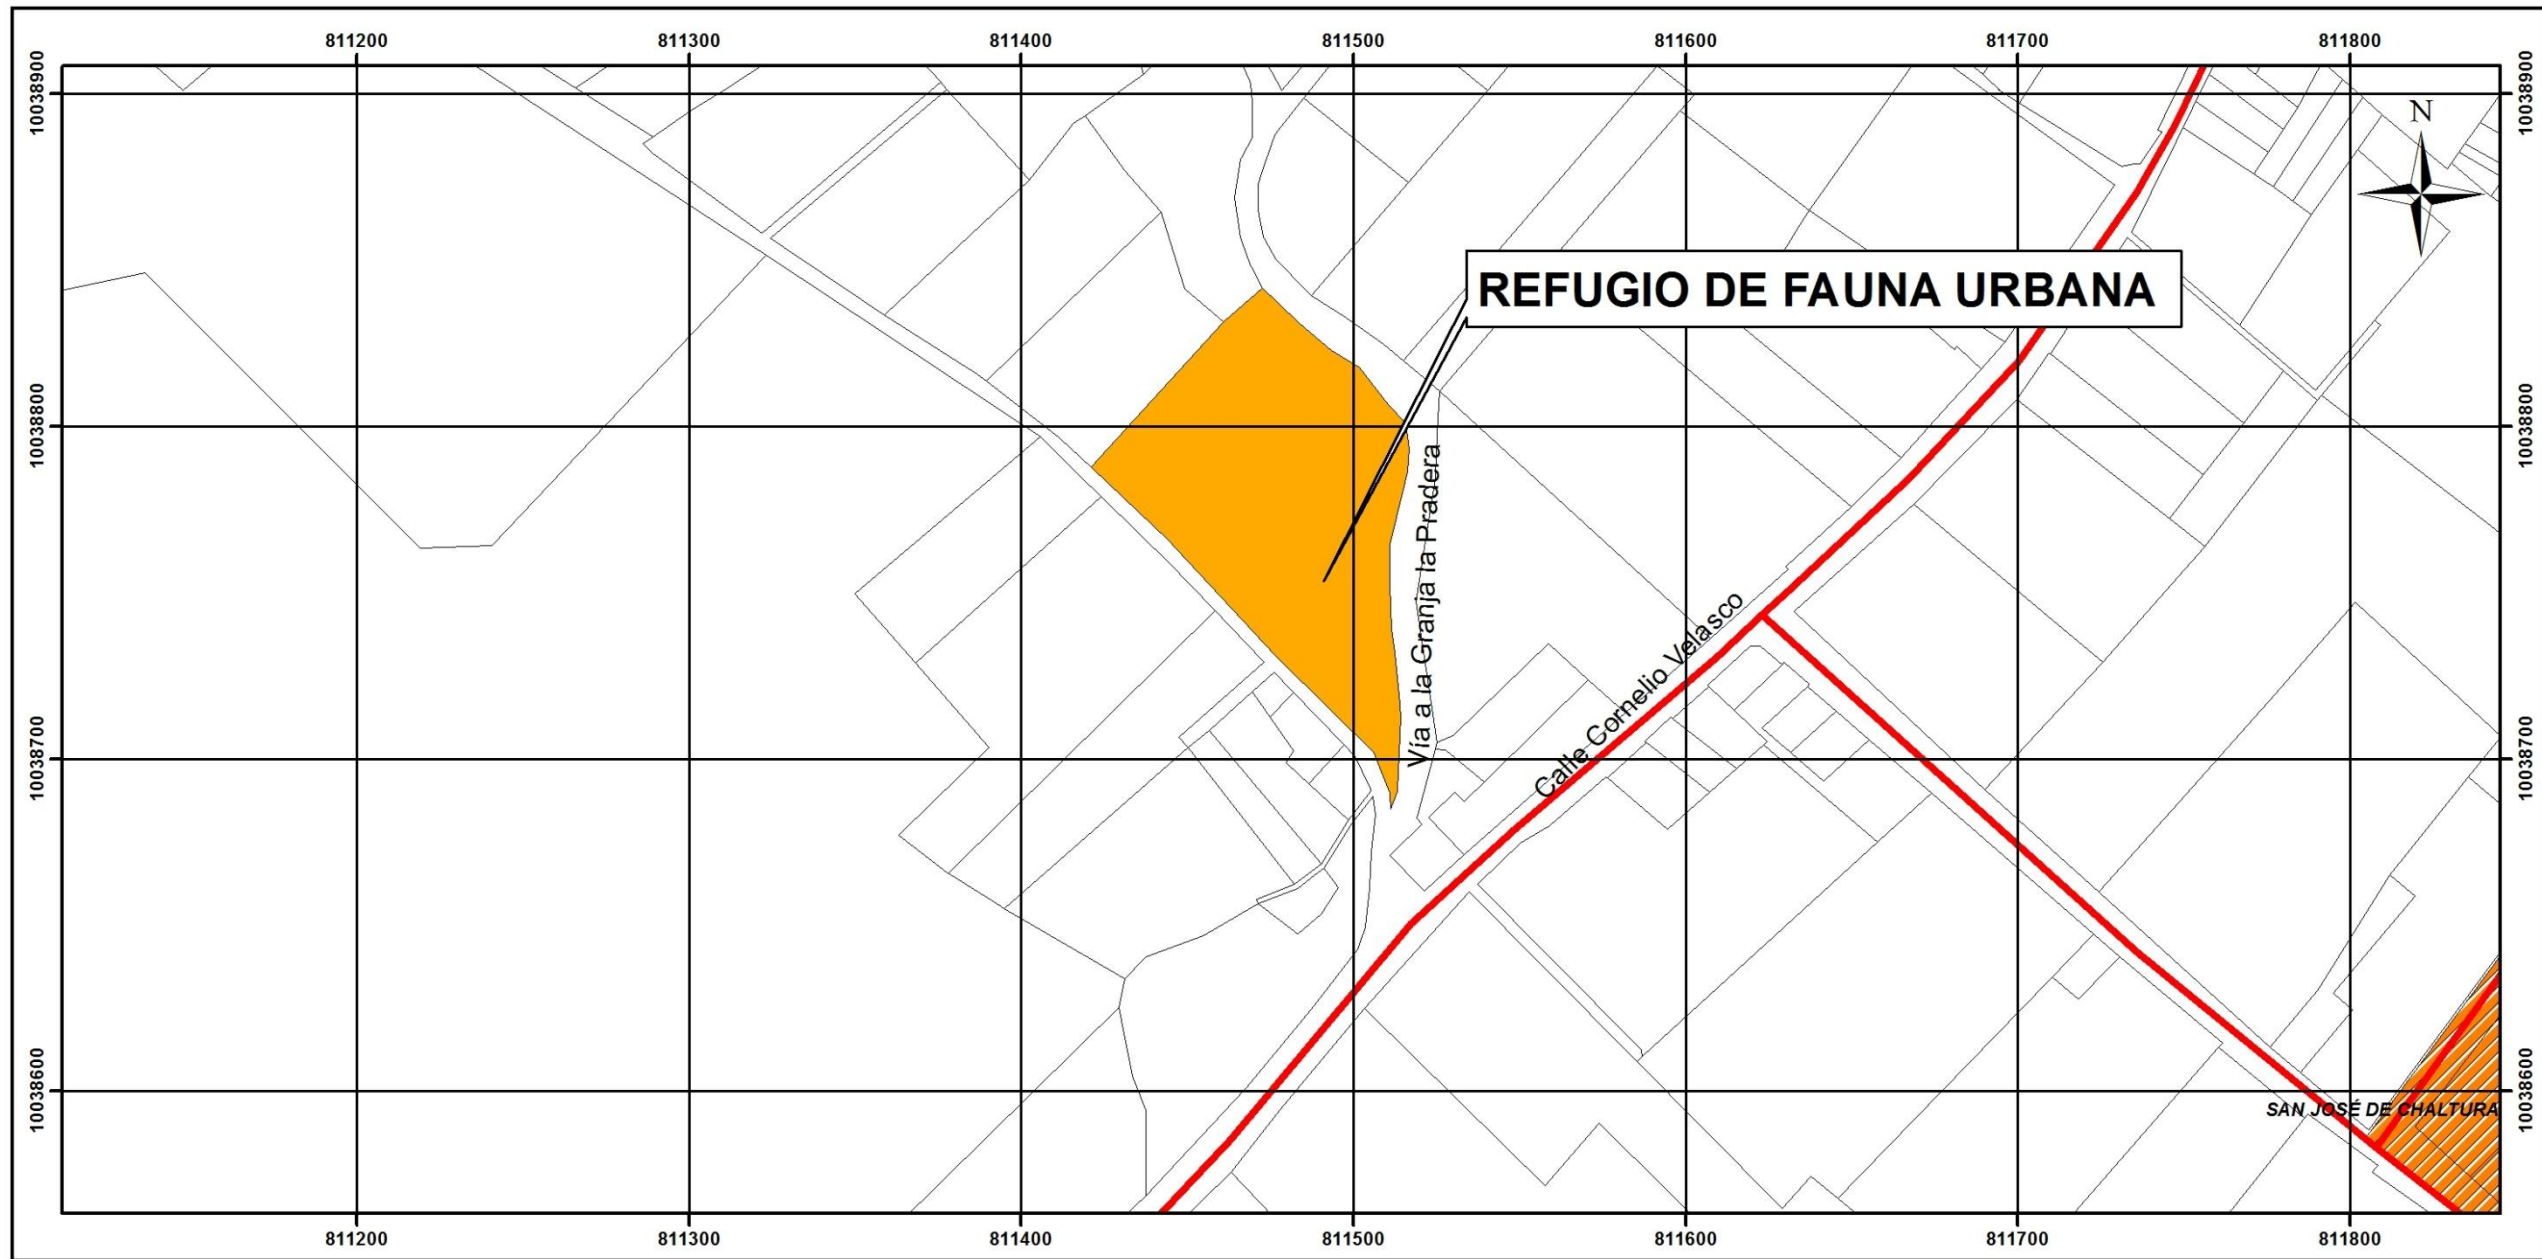 811200 811300 811400 811500 811600 811700 811800
10038900 10038900
N
REFUGIO DE FAUNA URBANA
10038800 10038800
Vía a la Granja la Pradera
Calle Cornelio Velasco
10038700 10038700
10038600 10038600
SAN JOSÉ DE CHALTURA
811200 811300 811400 811500 811600 811700 811800